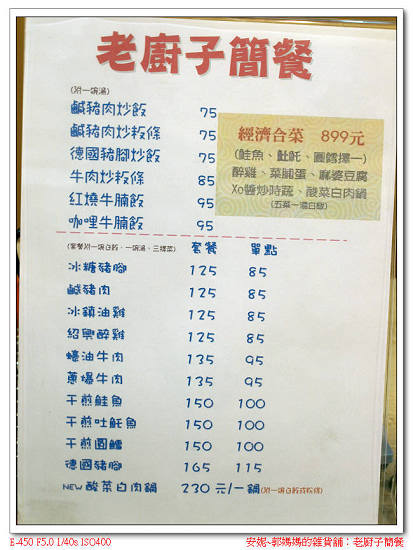 老廚子簡餐
(附一碗湯)
鹹豬肉炒飯 75
鹹豬肉炒粄條 75
德國豬腳炒飯 75
牛肉炒粄條 85
紅燒牛腩飯 95
咖哩牛腩飯 95
經濟合菜 899元
(鮭魚、魠魠、圓鱈擇一)
醉雞、菜脯蛋、麻婆豆腐
Xo醬炒時蔬、酸菜白肉鍋
(五菜一湯白飯)
(套餐附一碗白飯、一碗湯、三樣菜) 套餐 單點
冰糖豬腳 125 85
鹹豬肉 125 85
冰鎮油雞 125 85
紹興醉雞 125 85
蠔油牛肉 135 95
蔥爆牛肉 135 95
干煎鮭魚 150 100
干煎吐魠魚 150 100
干煎圓鱈 150 100
德國豬腳 165 115
NEW 酸菜白肉鍋 230 元/一鍋(附一碗白飯或粄條)
E-450 F5.0 1/40s ISO400
安妮~郭媽媽的雜貨舖：老廚子簡餐